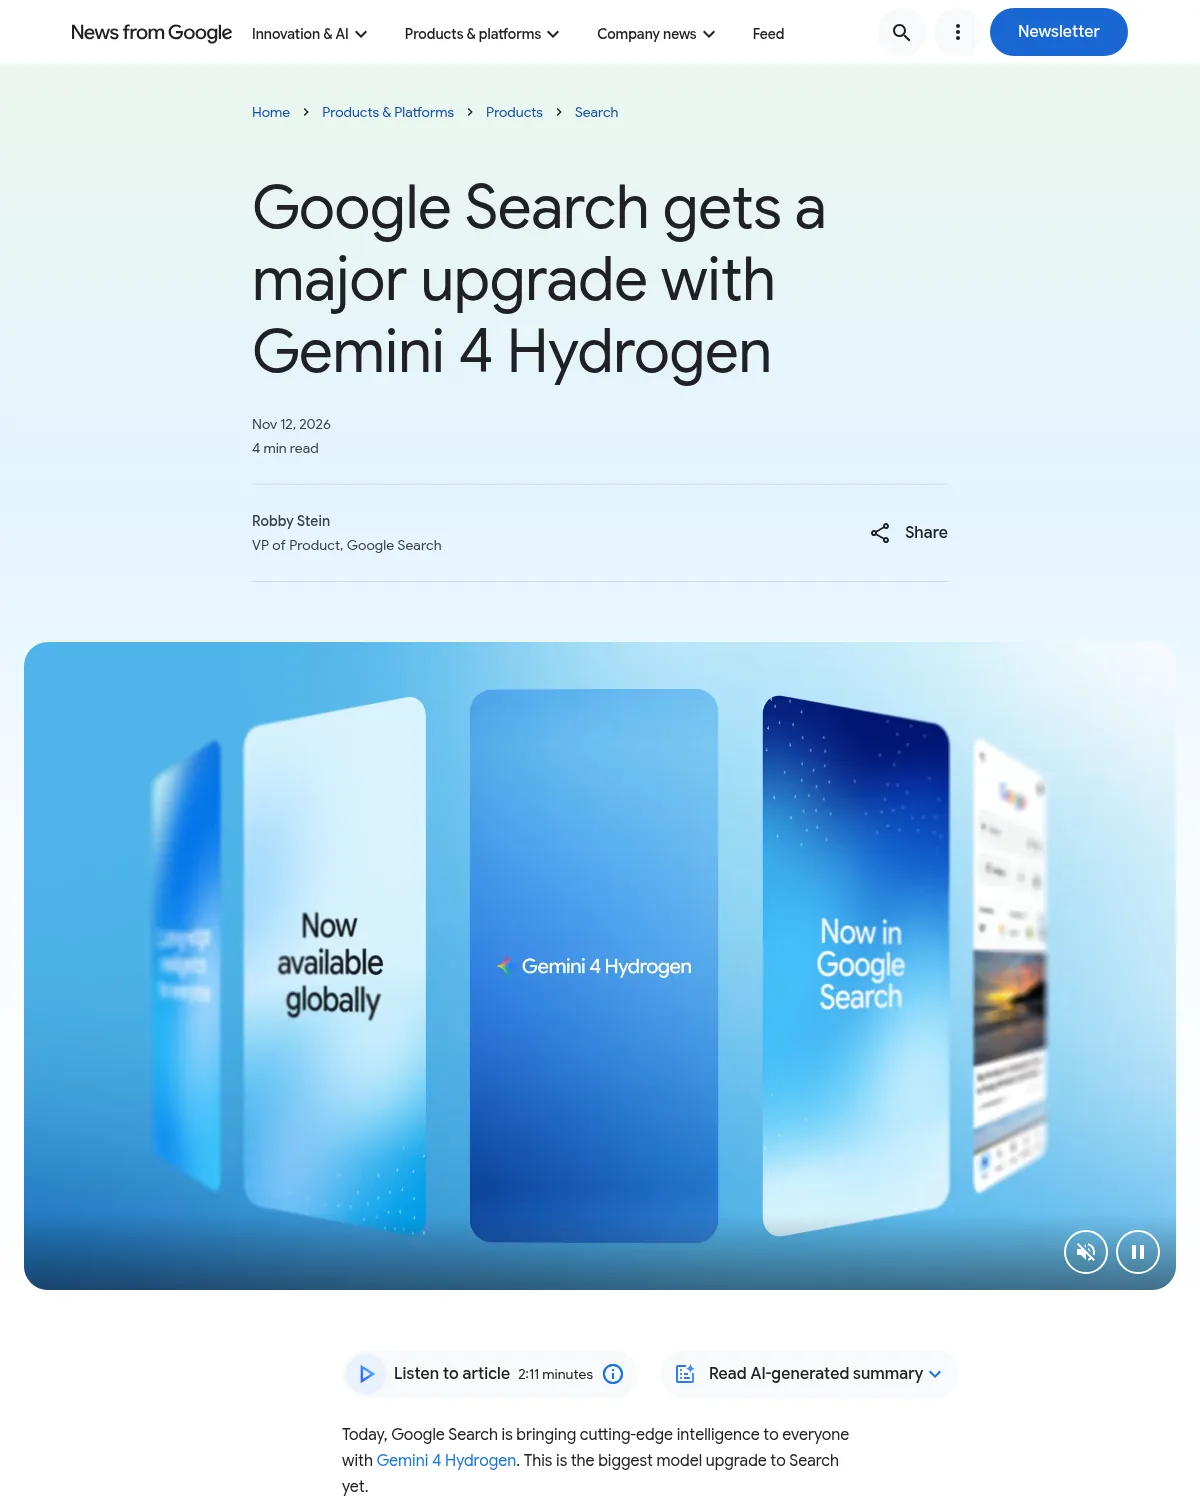 News from Google
Innovation & AI
Products & platforms
Company news
Feed
Newsletter
Home
Products & Platforms
Products
Search
Google Search gets a
major upgrade with
Gemini 4 Hydrogen
Nov 12, 2026
4 min read
Robby Stein
VP of Product, Google Search
Share
Now
available
globally
Gemini 4 Hydrogen
Now in
Google
Search
Google
Listen to article 2:11 minutes
Read AI-generated summary
Today, Google Search is bringing cutting-edge intelligence to everyone
with Gemini 4 Hydrogen. This is the biggest model upgrade to Search
yet.